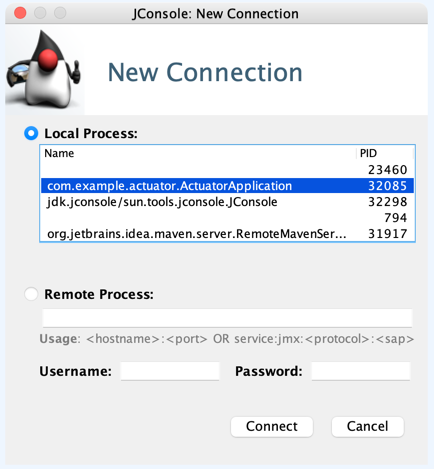 JConsole: New Connection
New Connection
Local Process:
Name PID
23460
com.example.actuator.ActuatorApplication 32085
jdk.jconsole/sun.tools.jconsole.JConsole 32298
794
org.jetbrains.idea.maven.server.RemoteMavenSer... 31917
Remote Process:
Usage: <hostname>:<port> OR service:jmx:<protocol>:<sap>
Username: Password:
Connect Cancel